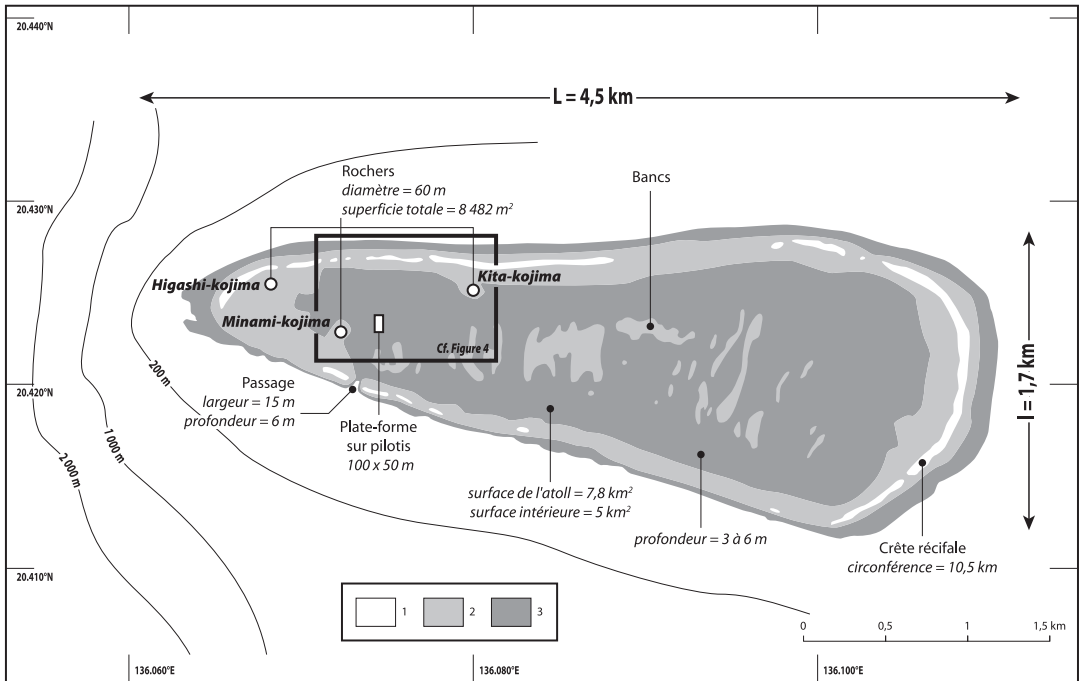 20.440°N
L = 4,5 km
Rochers
diamètre = 60 m
superficie totale = 8 482 m²
Bancs
20.430°N
Higashi-kojima
Kita-kojima
Minami-kojima
Cf. Figure 4
l = 1,7 km
200 m
1 000 m
2 000 m
20.420°N
Passage
largeur = 15 m
profondeur = 6 m
Plate-forme
sur pilotis
100 x 50 m
surface de l'atoll = 7,8 km²
surface intérieure = 5 km²
profondeur = 3 à 6 m
Crête récifale
circonférence = 10,5 km
20.410°N
1
2
3
0
0,5
1
1,5 km
136.060°E
136.080°E
136.100°E